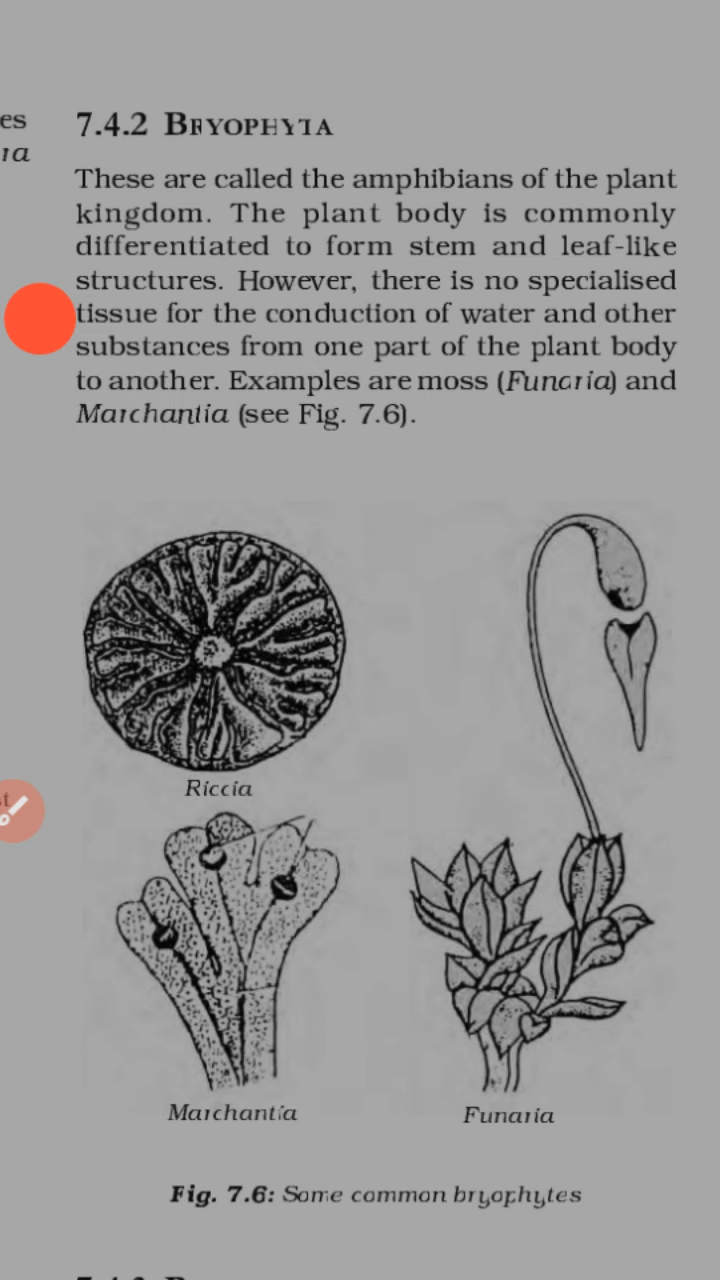 es
ia
7.4.2 BRYOPHYTA
These are called the amphibians of the plant
kingdom. The plant body is commonly
differentiated to form stem and leaf-like
structures. However, there is no specialised
tissue for the conduction of water and other
substances from one part of the plant body
to another. Examples are moss (Funaria) and
Marchantia (see Fig. 7.6).
Riccia
Marchantia
Funaria
Fig. 7.6: Some common bryophytes